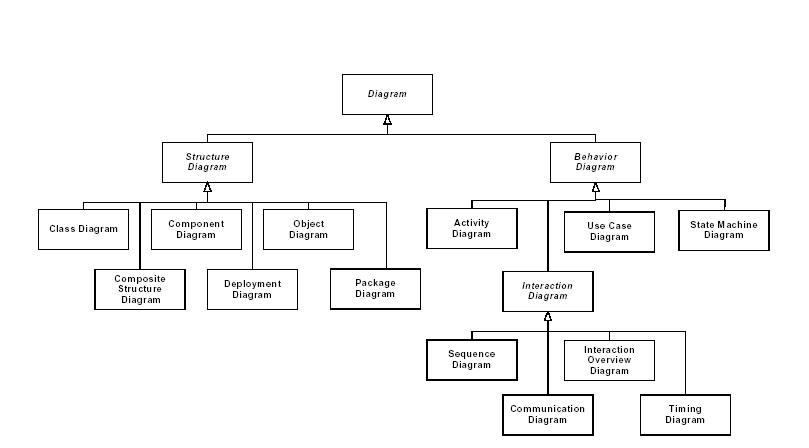 Diagram
Structure
Diagram
Behavior
Diagram
Class Diagram
Component
Diagram
Object
Diagram
Activity
Diagram
Use Case
Diagram
State Machine
Diagram
Composite
Structure
Diagram
Deployment
Diagram
Package
Diagram
Interaction
Diagram
Sequence
Diagram
Interaction
Overview
Diagram
Communication
Diagram
Timing
Diagram